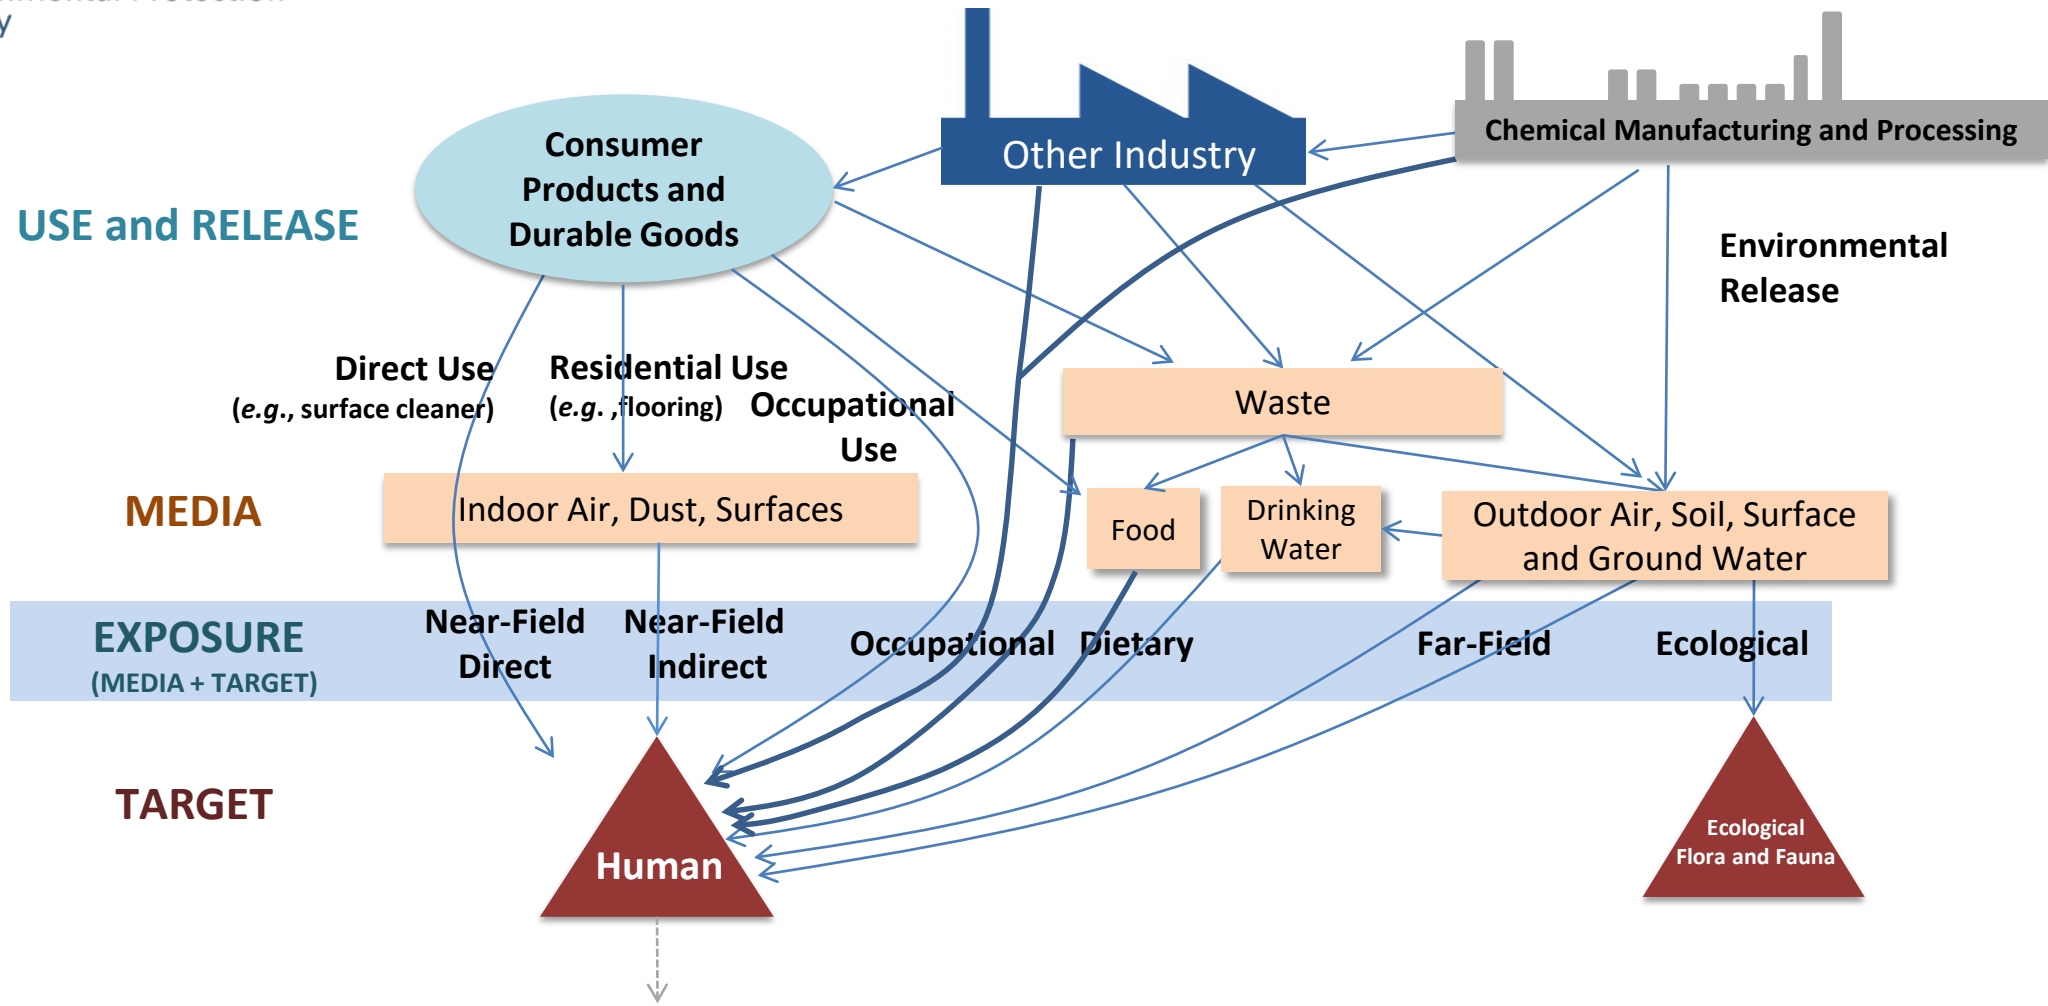 y
Other Industry
Chemical Manufacturing and Processing
Consumer
Products and
Durable Goods
USE and RELEASE
Environmental
Release
Direct Use
(e.g., surface cleaner)
Residential Use
(e.g. ,flooring)
Occupational
Use
Waste
MEDIA
Indoor Air, Dust, Surfaces
Food
Drinking
Water
Outdoor Air, Soil, Surface
and Ground Water
EXPOSURE
(MEDIA + TARGET)
Near-Field
Direct
Near-Field
Indirect
Occupational
Dietary
Far-Field
Ecological
TARGET
Human
Ecological
Flora and Fauna